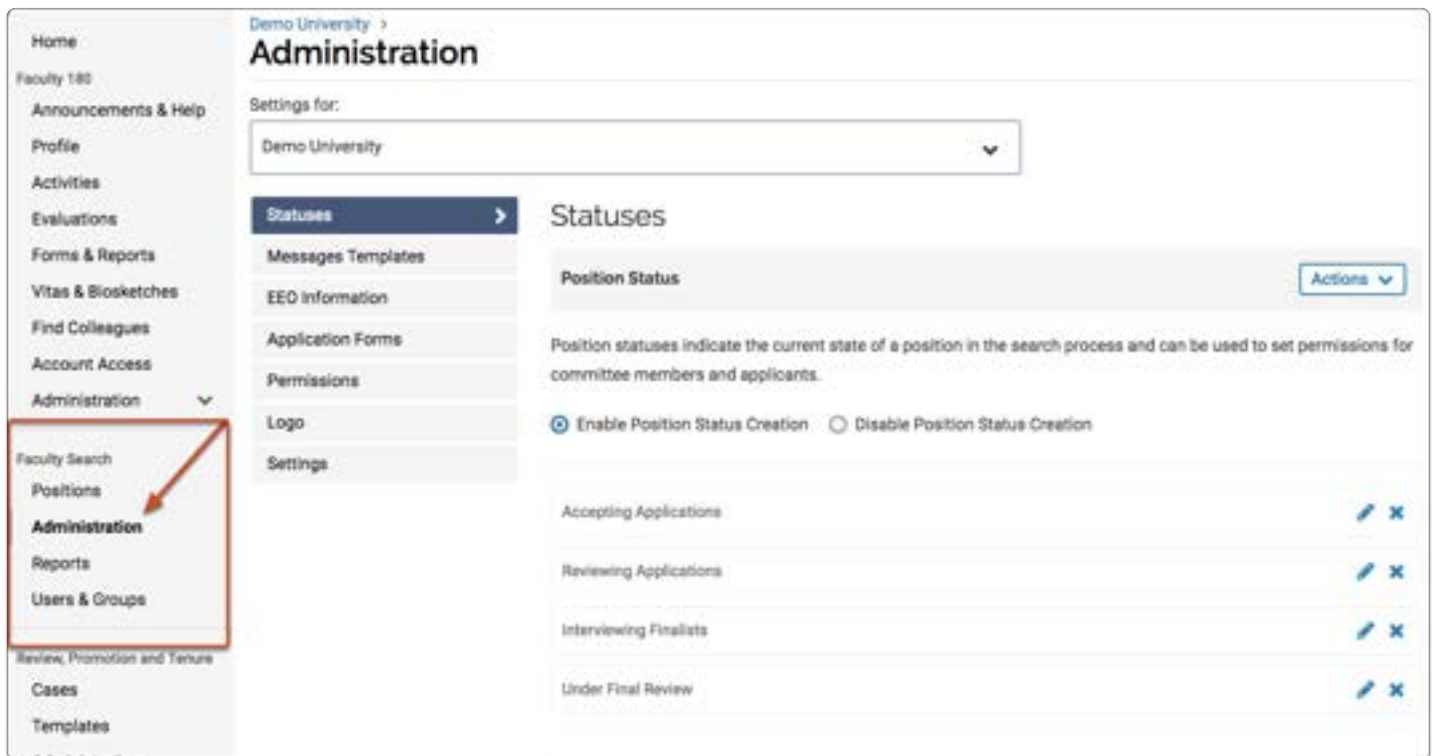 Home
Faculty 180
Announcements & Help
Profile
Activities
Evaluations
Forms & Reports
Vitas & Biosketches
Find Colleagues
Account Access
Administration
Faculty Search
Positions
Administration
Reports
Users & Groups
Review, Promotion and Tenure
Cases
Templates
Demo University >
Administration
Settings for:
Demo University
Statuses
Messages Templates
EEO Information
Application Forms
Permissions
Logo
Settings
Statuses
Position Status
Actions
Position statuses indicate the current state of a position in the search process and can be used to set permissions for
committee members and applicants.
Enable Position Status Creation
Disable Position Status Creation
Accepting Applications
Reviewing Applications
Interviewing Finalists
Under Final Review